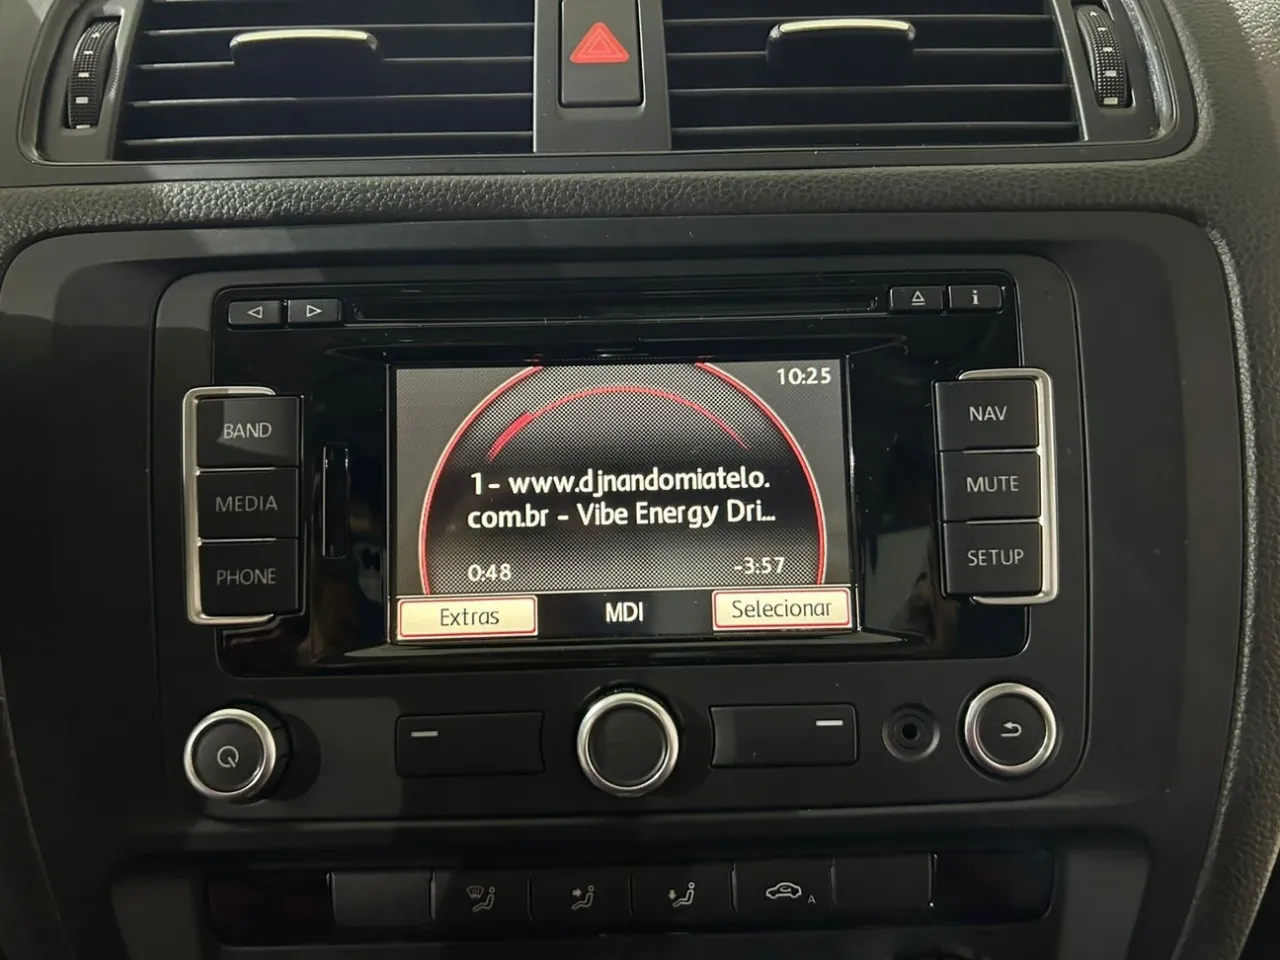 i
BAND
MEDIA
PHONE
10:25
1 - www.djnandomiatelo.
com.br - Vibe Energy Dri...
0:48 -3:57
Extras MDI Selecionar
NAV
MUTE
SETUP
A